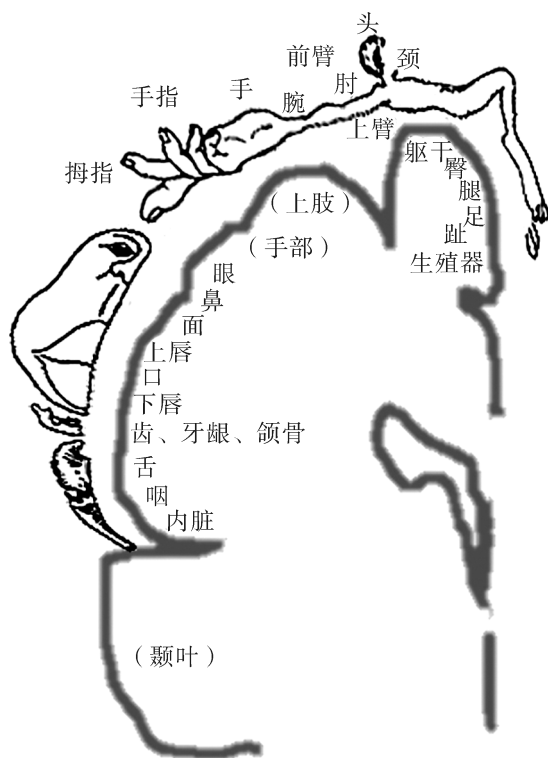 头
颈
前臂
肘
手
腕
手指
上臂
拇指
躯干
臀
腿
足
趾
生殖器
（上肢）
（手部）
眼
鼻
面
上唇
口
下唇
齿、牙龈、颌骨
舌
咽
内脏
（颞叶）